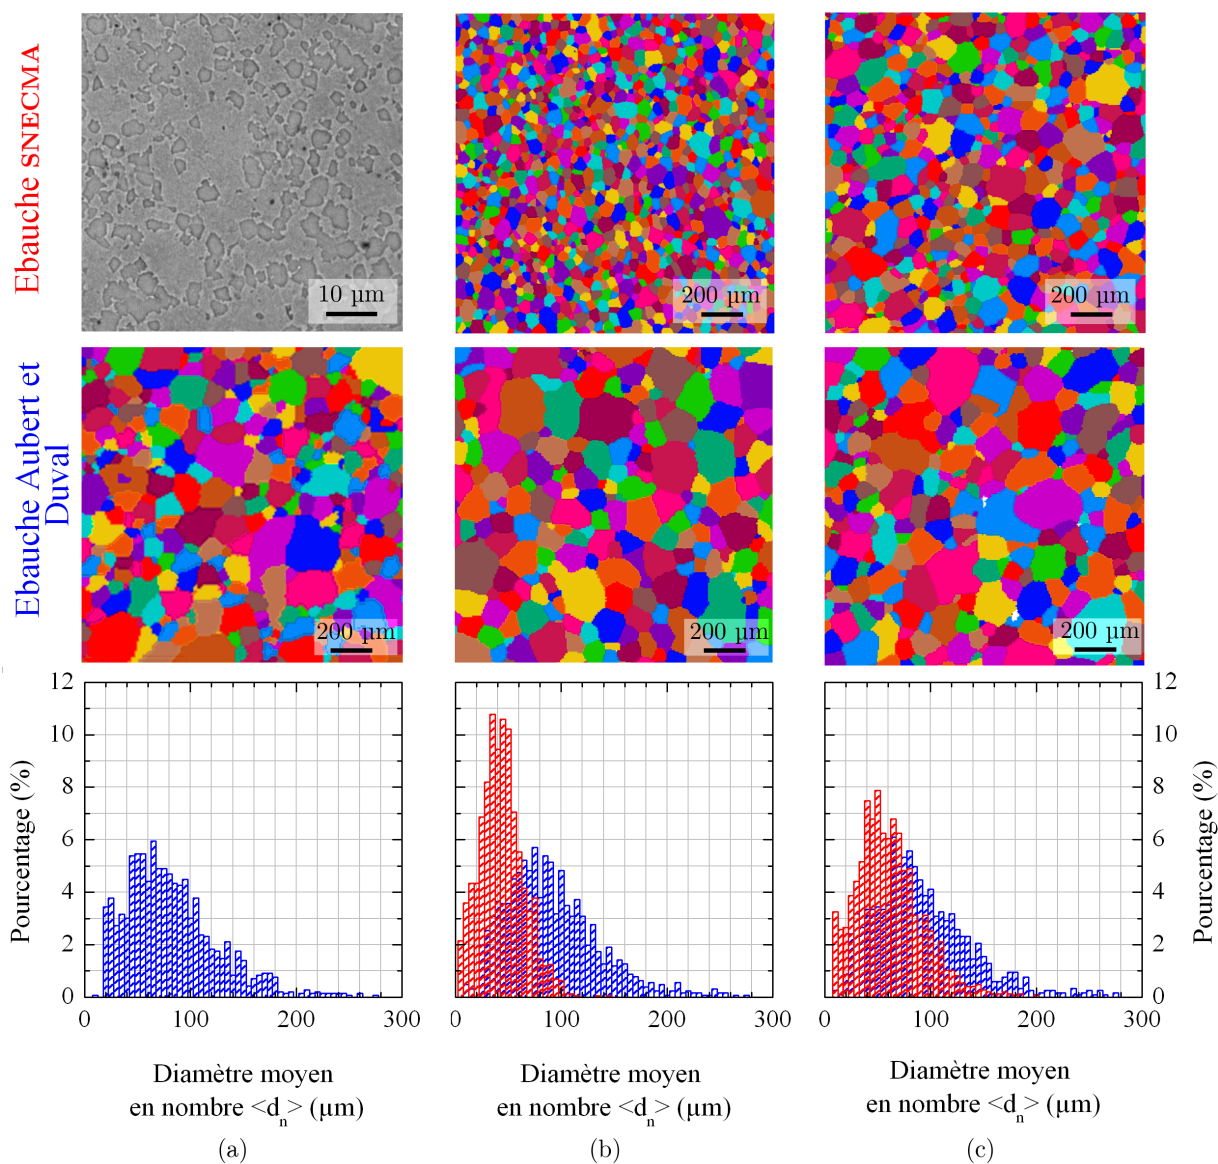 Ebauche SNECMA
10 µm
200 µm
200 µm
Ebauche Aubert et
Duval
200 µm
200 µm
200 µm
12
10
8
6
4
2
0
Pourcentage (%)
0
100
200
300
0
100
200
300
0
100
200
300
12
10
8
6
4
2
0
Pourcentage (%)
Diamètre moyen
en nombre <dn> (µm)
Diamètre moyen
en nombre <dn> (µm)
Diamètre moyen
en nombre <dn> (µm)
(a)
(b)
(c)